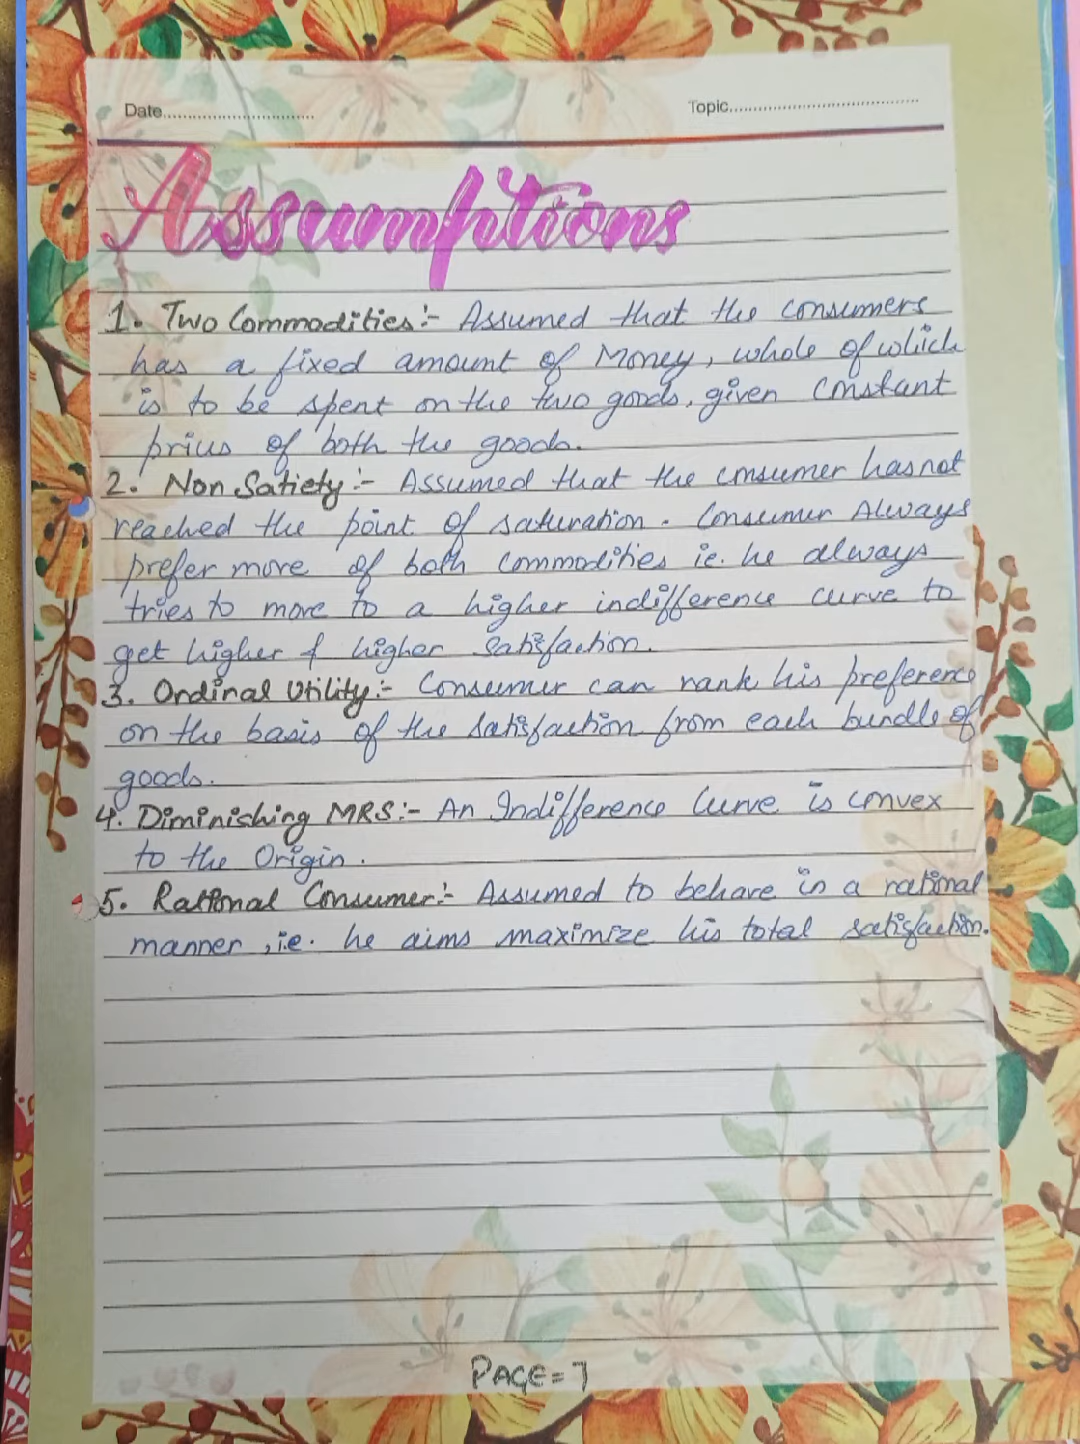 Date..............................
Topic......................................
Assumptions
1. Two Commodities:- Assumed that the consumers
has a fixed amount of Money, whole of which
is to be spent on the two goods, given constant
prius of both the goods.
2. Non Satiety:- Assumed that the consumer has not
reached the point of saturation. Consumer Always
prefer more of both commodities ie. he always
tries to more to a higher indifference curve to
get higher & higher satisfaction.
3. Ordinal Utility:- Consumer can rank his preference
on the basis of the satisfaction from each bundle of
goods.
4. Diminishing MRS:- An Indifference Curve is convex
to the Origin.
5. Rational Consumer:- Assumed to behave in a rational
manner, i.e. he aims maximize his total satisfaction.
PAGE=7